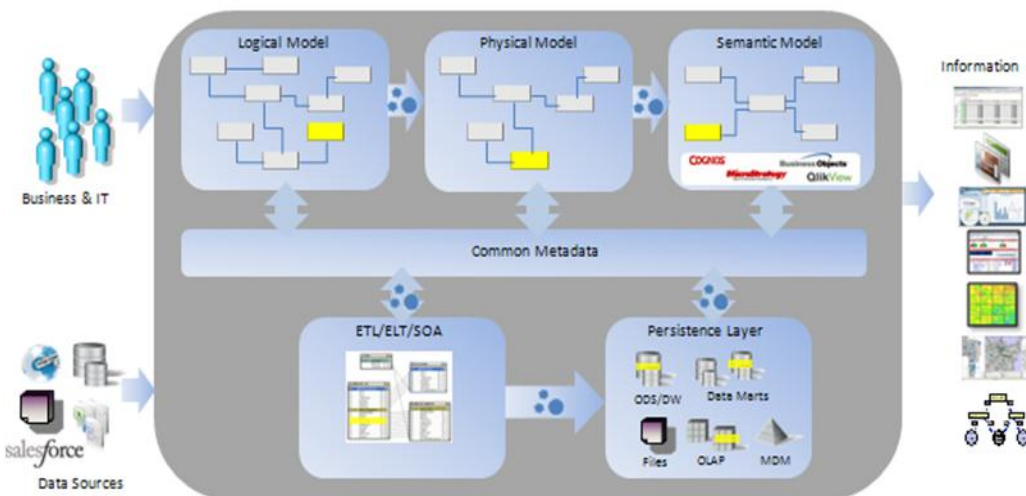 Logical Model
Physical Model
Semantic Model
Information
COGNOS
Business Objects
MicroStrategy
QlikView
Business & IT
Common Metadata
ETL/ELT/SOA
Persistence Layer
ODS/DW
Data Marts
Files
OLAP
MDM
salesforce
Data Sources